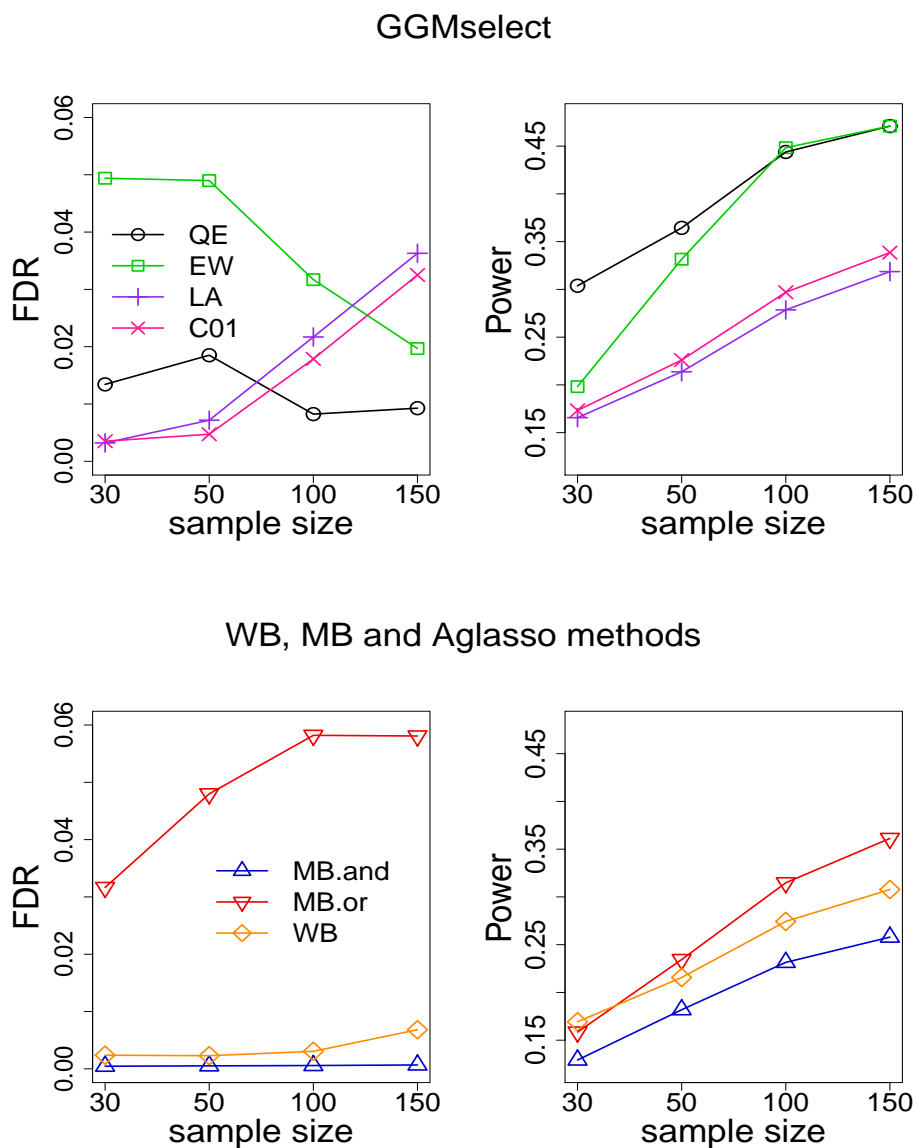 GGMselect
0.06
0.04
0.02
0.00
FDR
QE
EW
LA
C01
30 50 100 150
sample size
0.45
0.35
0.25
0.15
Power
30 50 100 150
sample size
WB, MB and Aglasso methods
0.06
0.04
0.02
0.00
FDR
MB.and
MB.or
WB
30 50 100 150
sample size
0.45
0.35
0.25
0.15
Power
30 50 100 150
sample size